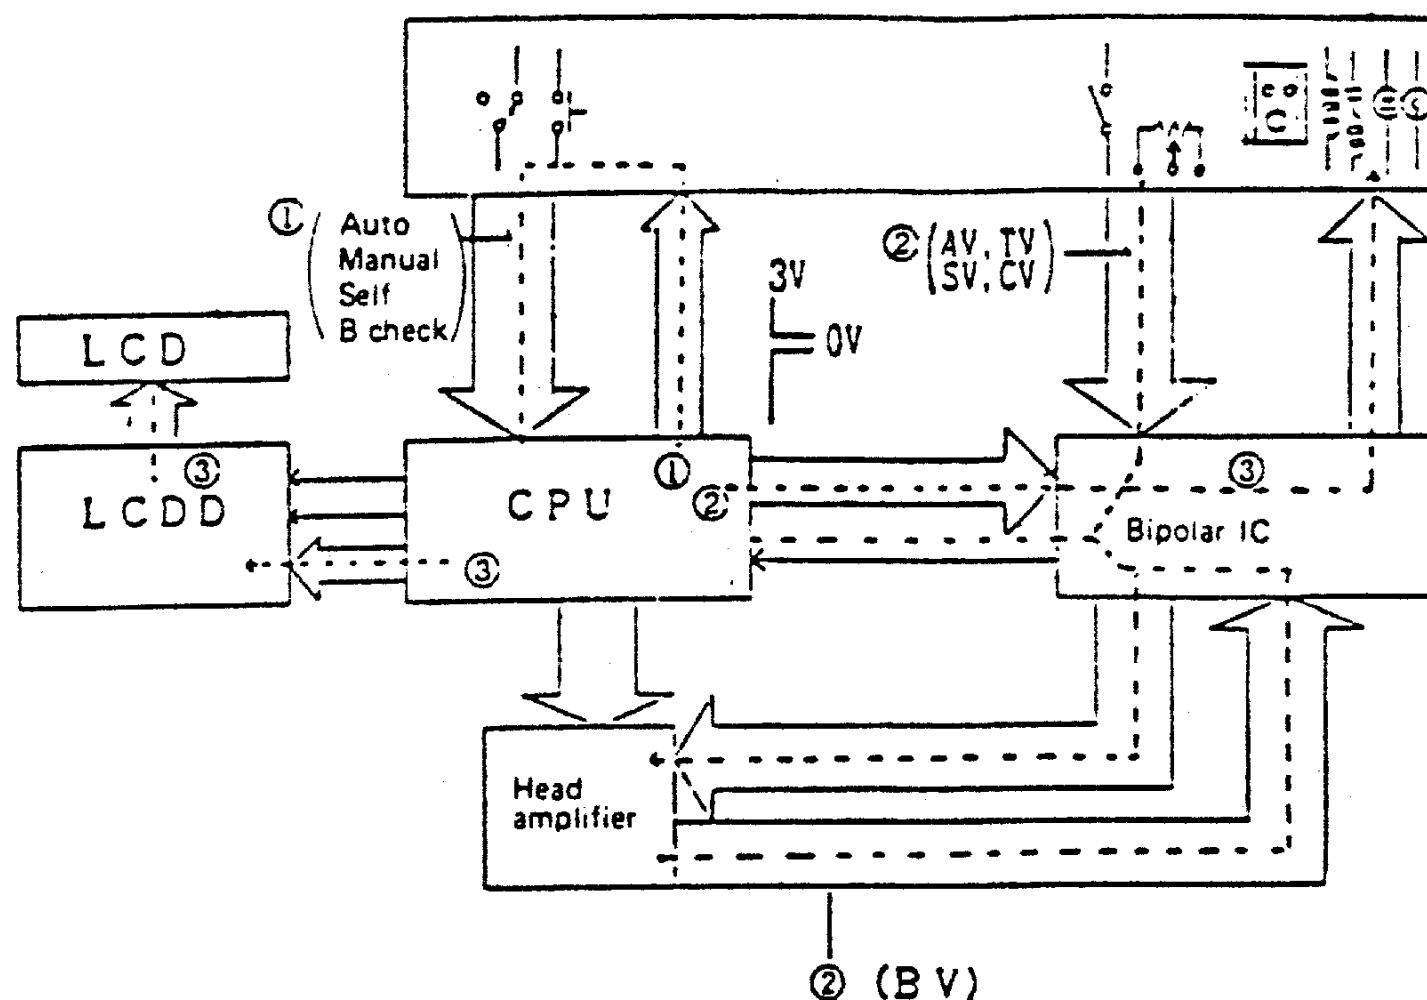 ① Auto
Manual
Self
B check
② (AV, TV
SV, CV)
3V
0V
LCD
③
LCDD
①
CPU
②
③
③
Bipolar IC
Head
amplifier
② (BV)